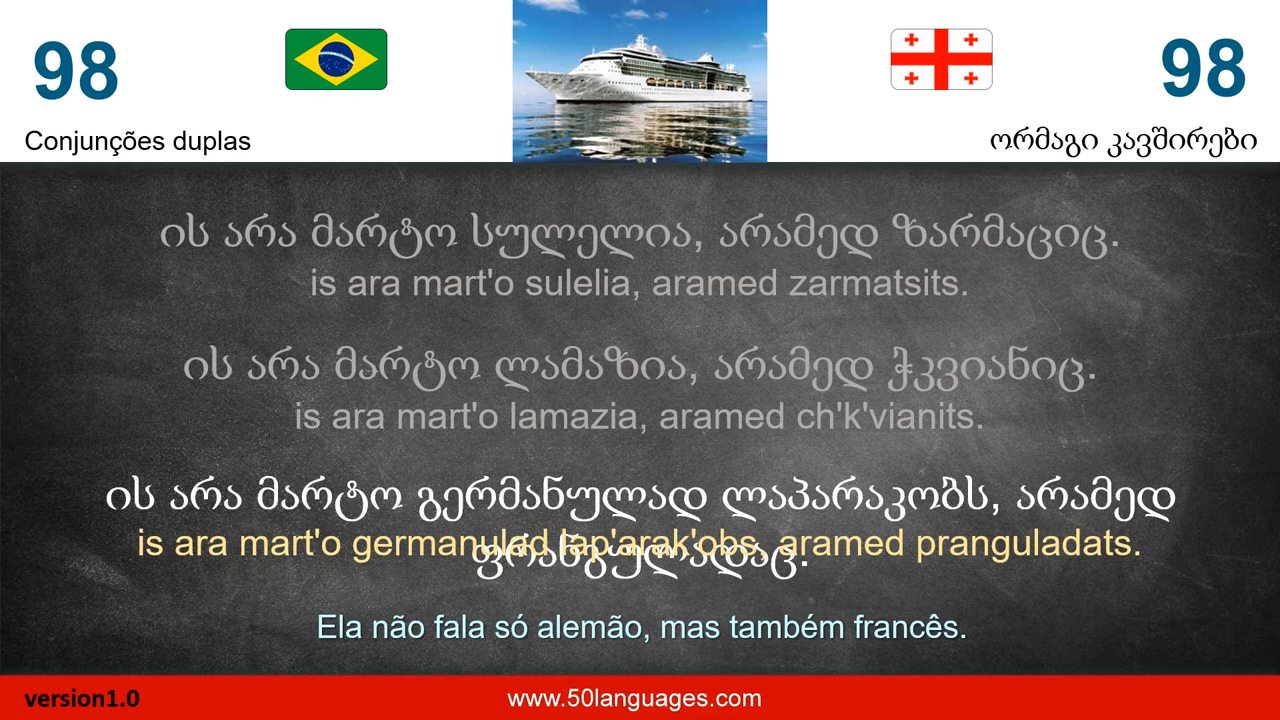 98
98
Conjunções duplas
ორმაგი კავშირები
ის არა მარტო სულელია, არამედ ზარმაციც.
is ara mart'o sulelia, aramed zarmatsits.
ის არა მარტო ლამაზია, არამედ ჭკვიანიც.
is ara mart'o lamazia, aramed ch'k'vianits.
ის არა მარტო გერმანულად ლაპარაკობს, არამედ
ფრანგულადაც.
is ara mart'o germanulad lap'arak'obs, aramed pranguladats.
Ela não fala só alemão, mas também francês.
version1.0
www.50languages.com